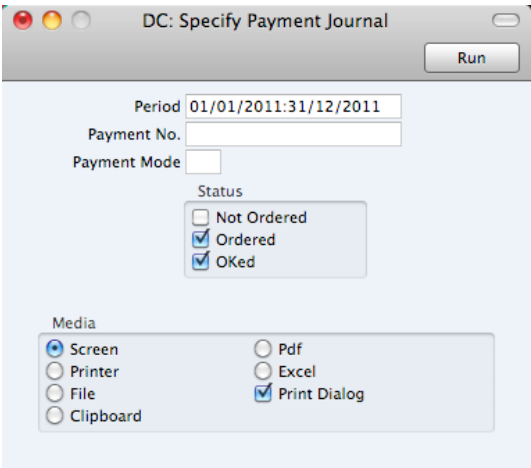 DC: Specify Payment Journal
Run
Period 01/01/2011:31/12/2011
Payment No.
Payment Mode
Status
Not Ordered
Ordered
OKed
Media
Screen Pdf
Printer Excel
File Print Dialog
Clipboard